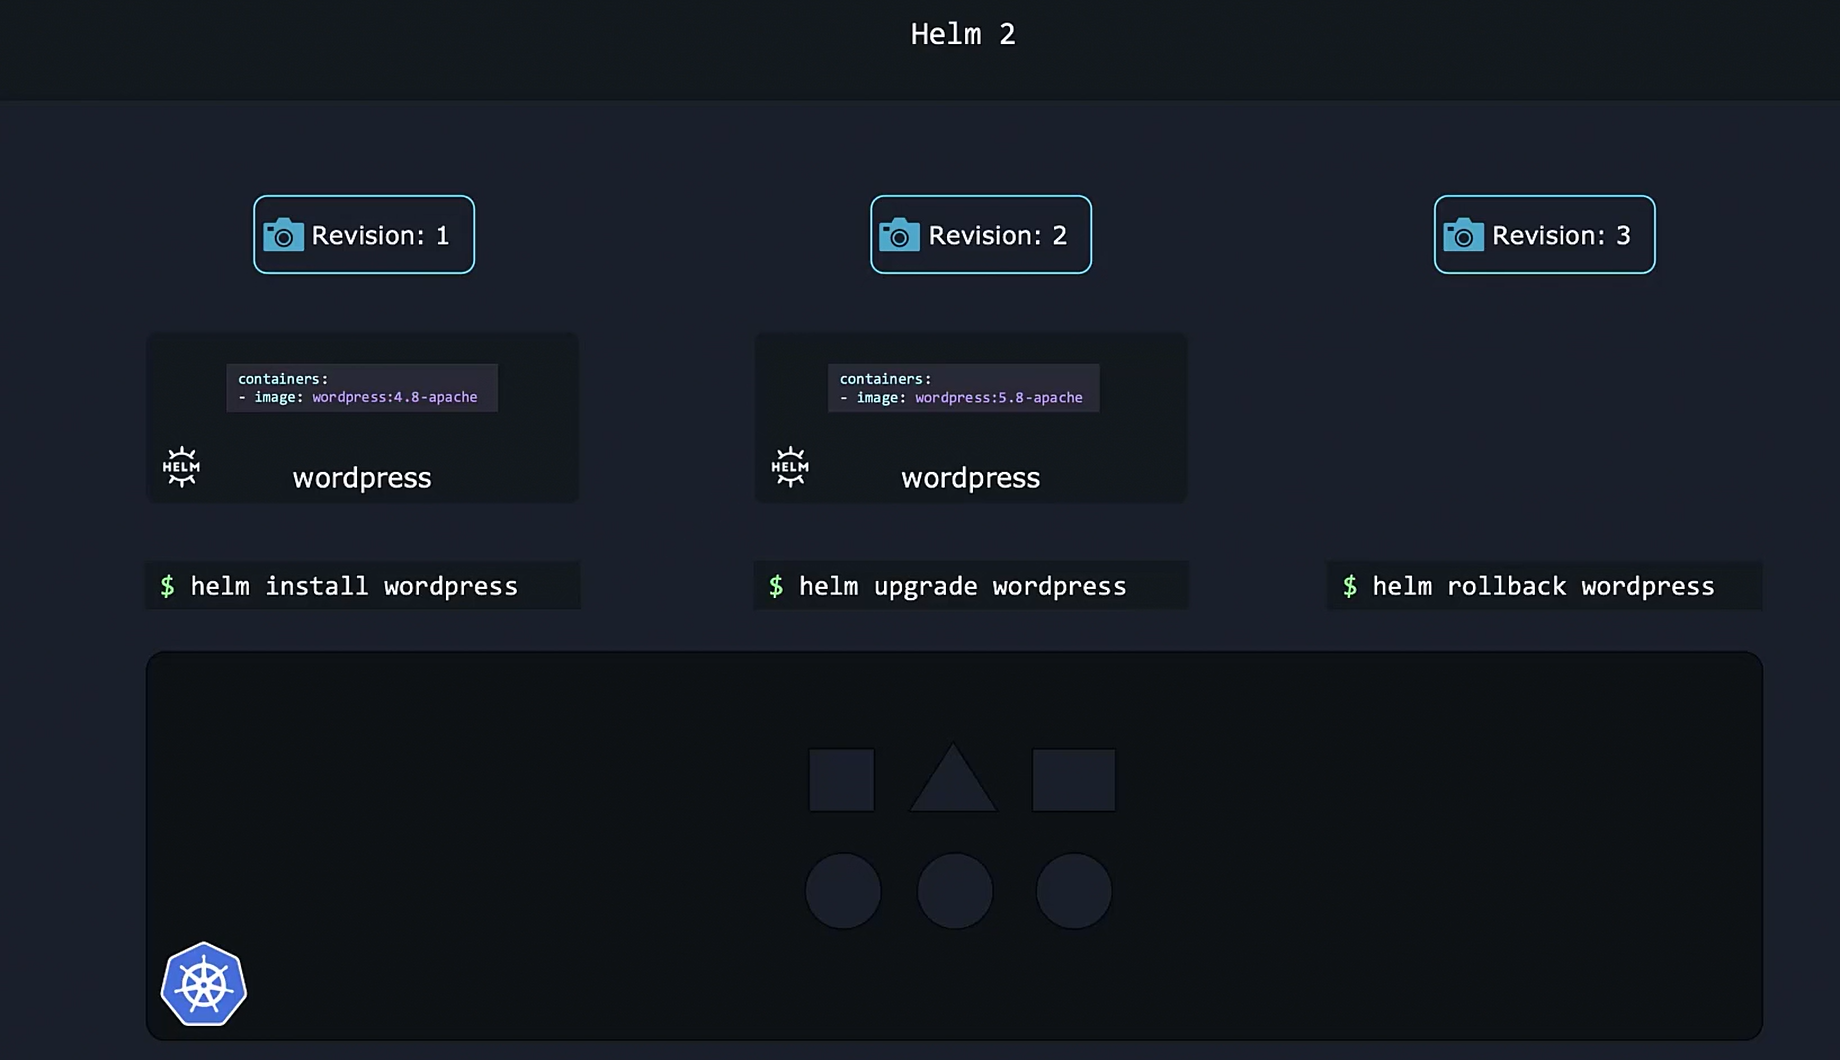 Helm 2
Revision: 1
Revision: 2
Revision: 3
containers:
- image: wordpress:4.8-apache
HELM
wordpress
containers:
- image: wordpress:5.8-apache
HELM
wordpress
$ helm install wordpress
$ helm upgrade wordpress
$ helm rollback wordpress